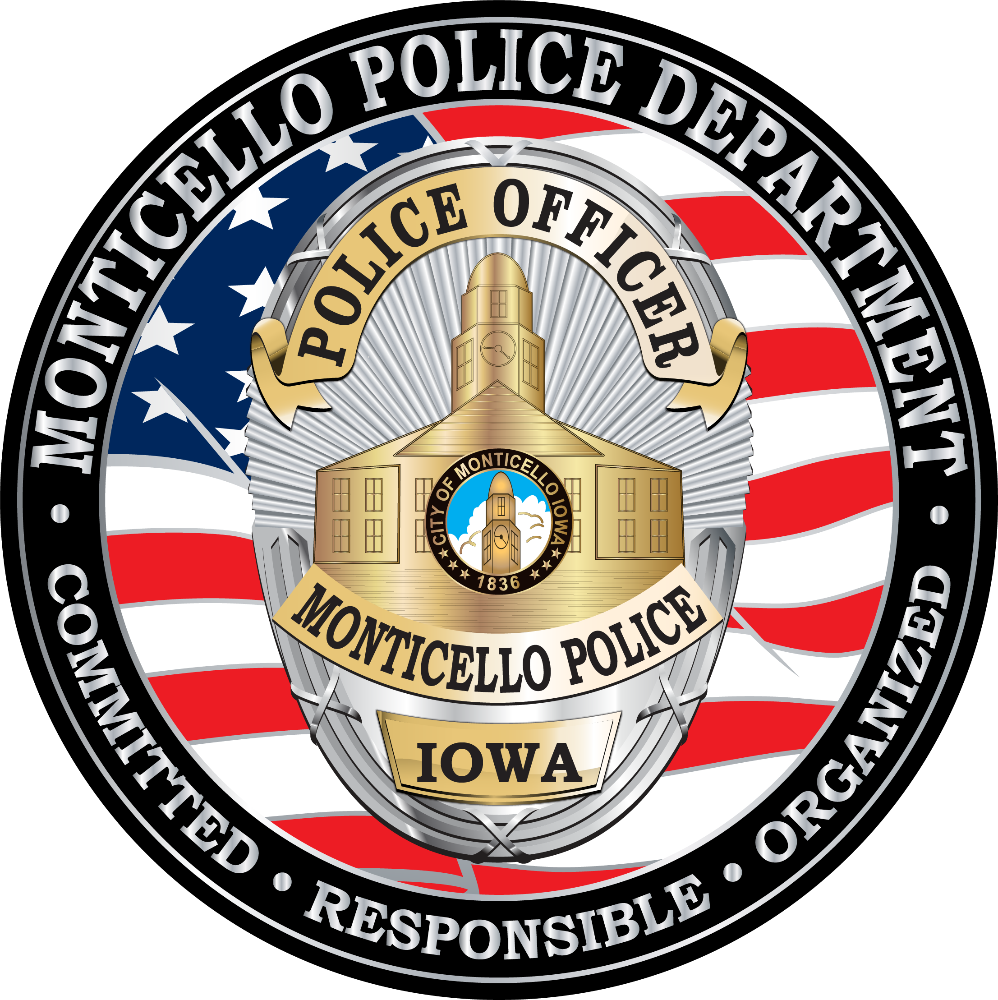 MONTICELLO POLICE DEPARTMENT
POLICE OFFICER
CITY OF MONTICELLO IOWA
1836
MONTICELLO POLICE
IOWA
COMMITTED • RESPONSIBLE • ORGANIZED